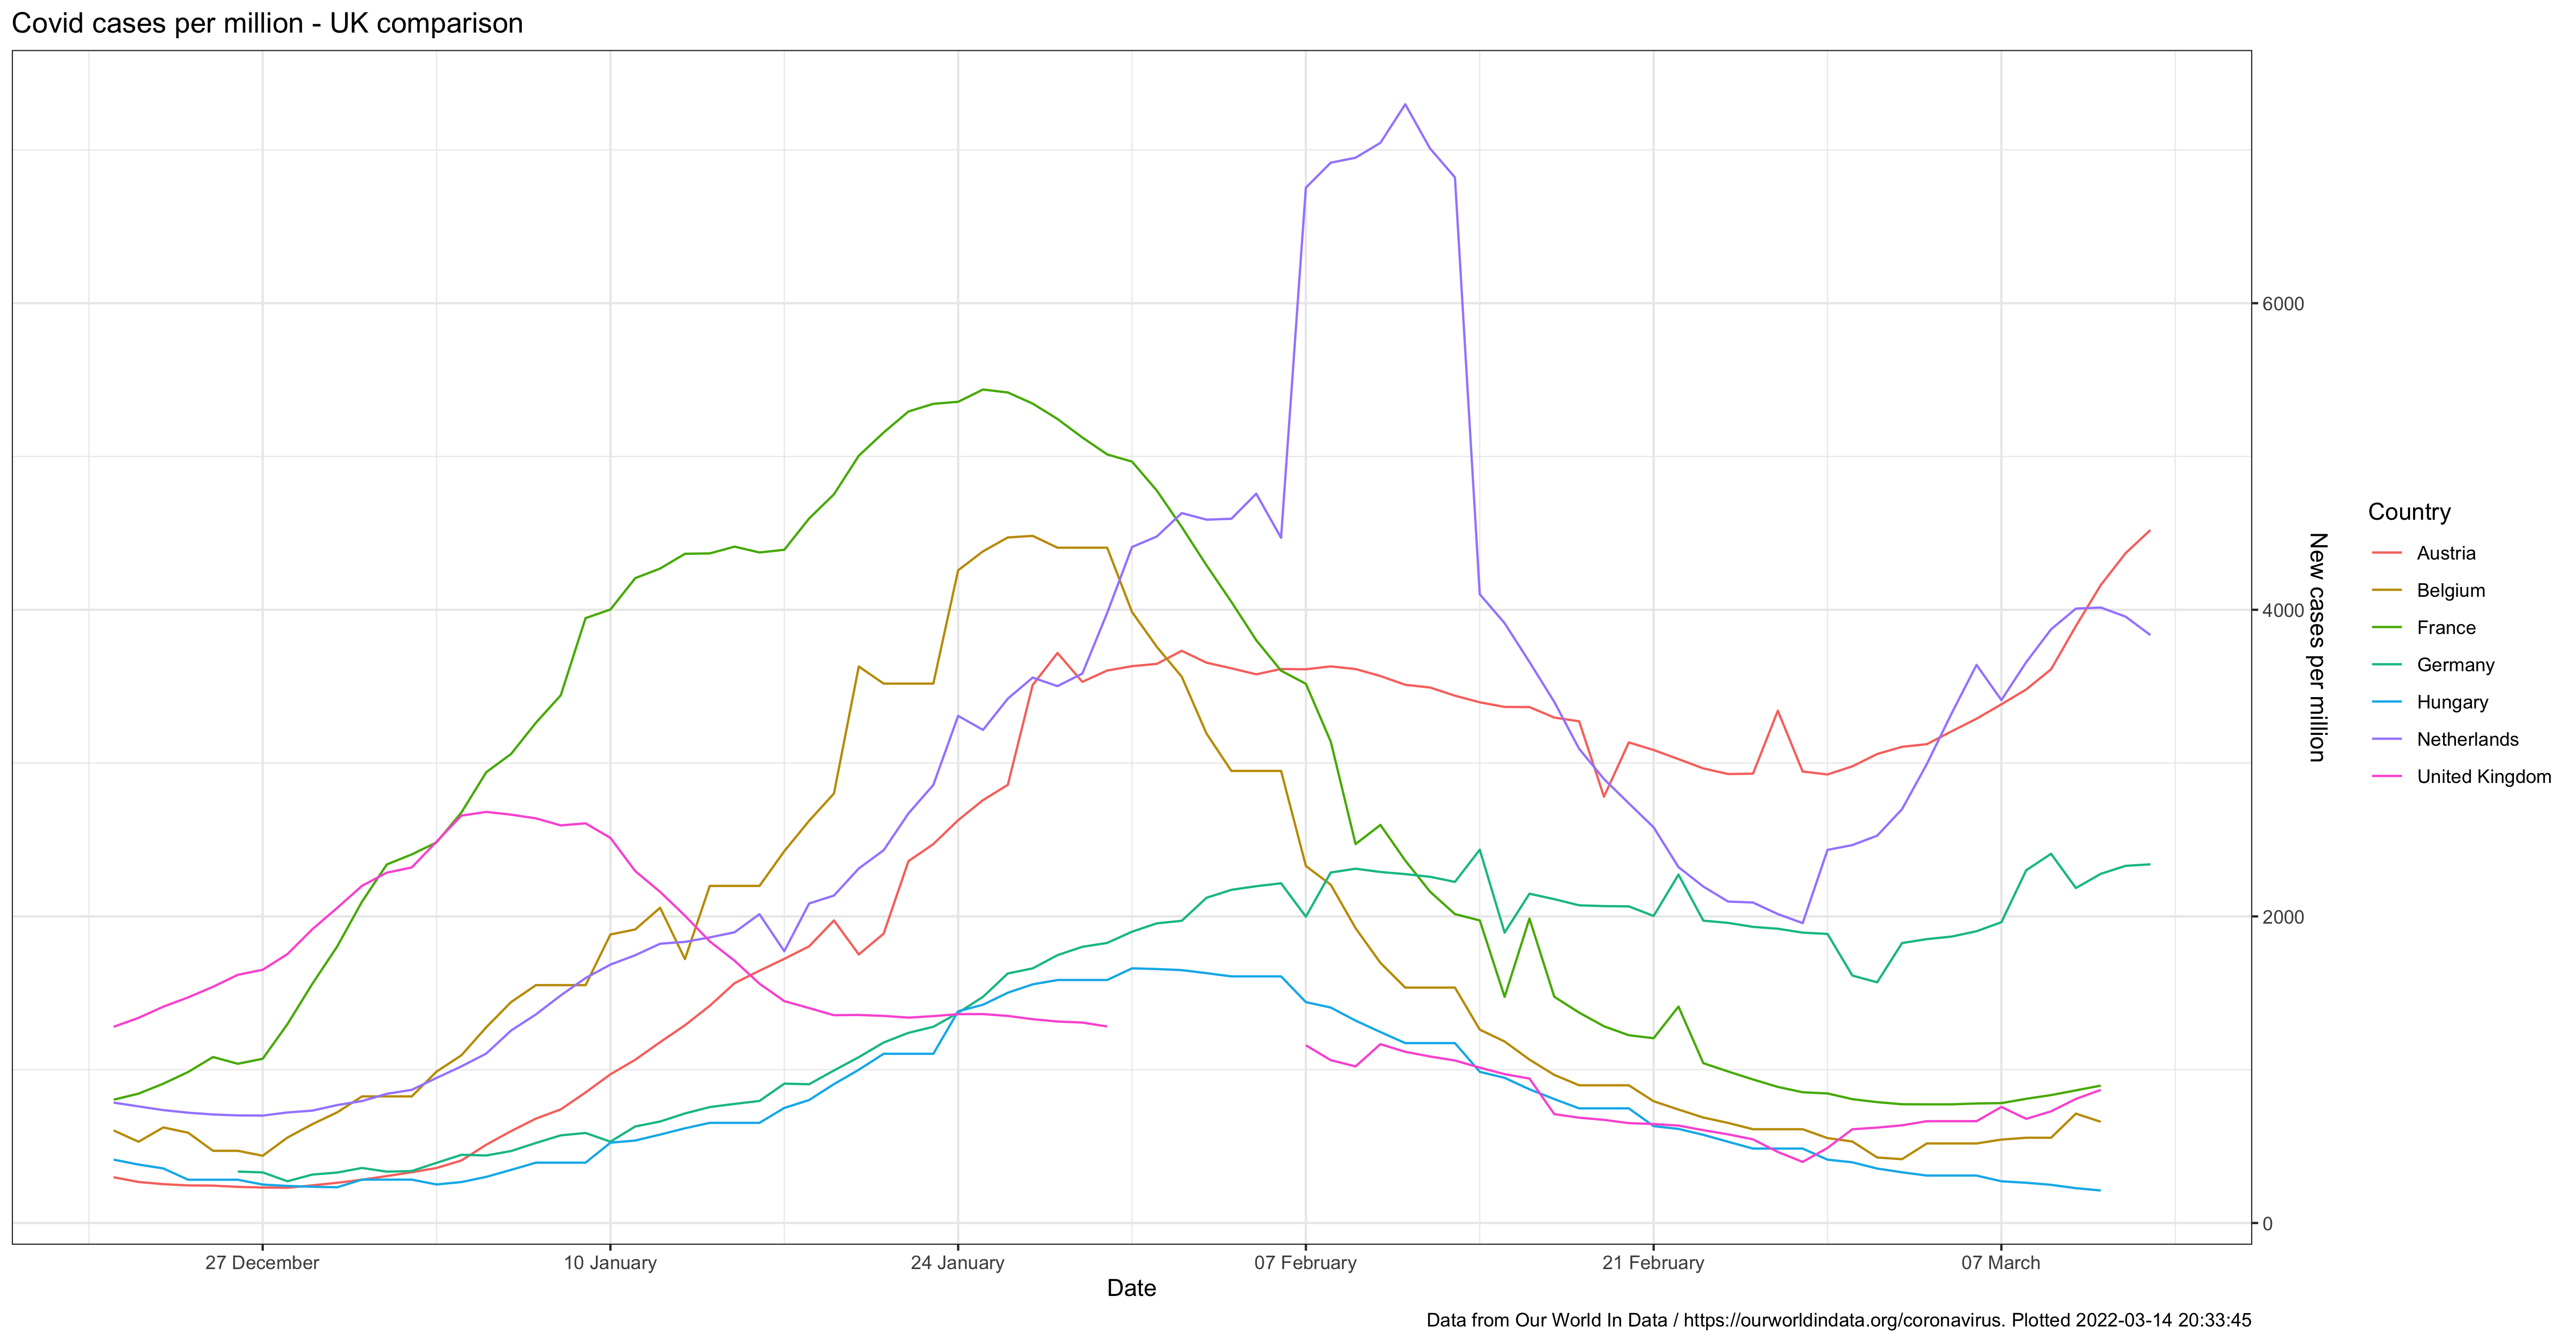 Covid cases per million - UK comparison
6000
4000
2000
0
New cases per million
27 December
10 January
24 January
07 February
21 February
07 March
Date
Country
Austria
Belgium
France
Germany
Hungary
Netherlands
United Kingdom
Data from Our World In Data / https://ourworldindata.org/coronavirus. Plotted 2022-03-14 20:33:45